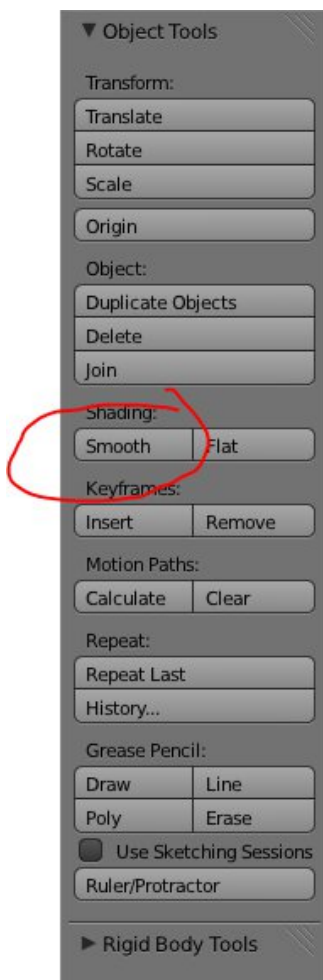 Object Tools
Transform:
Translate
Rotate
Scale
Origin
Object:
Duplicate Objects
Delete
Join
Shading:
Smooth Flat
Keyframes:
Insert Remove
Motion Paths:
Calculate Clear
Repeat:
Repeat Last
History...
Grease Pencil:
Draw Line
Poly Erase
Use Sketching Sessions
Ruler/Protractor
Rigid Body Tools